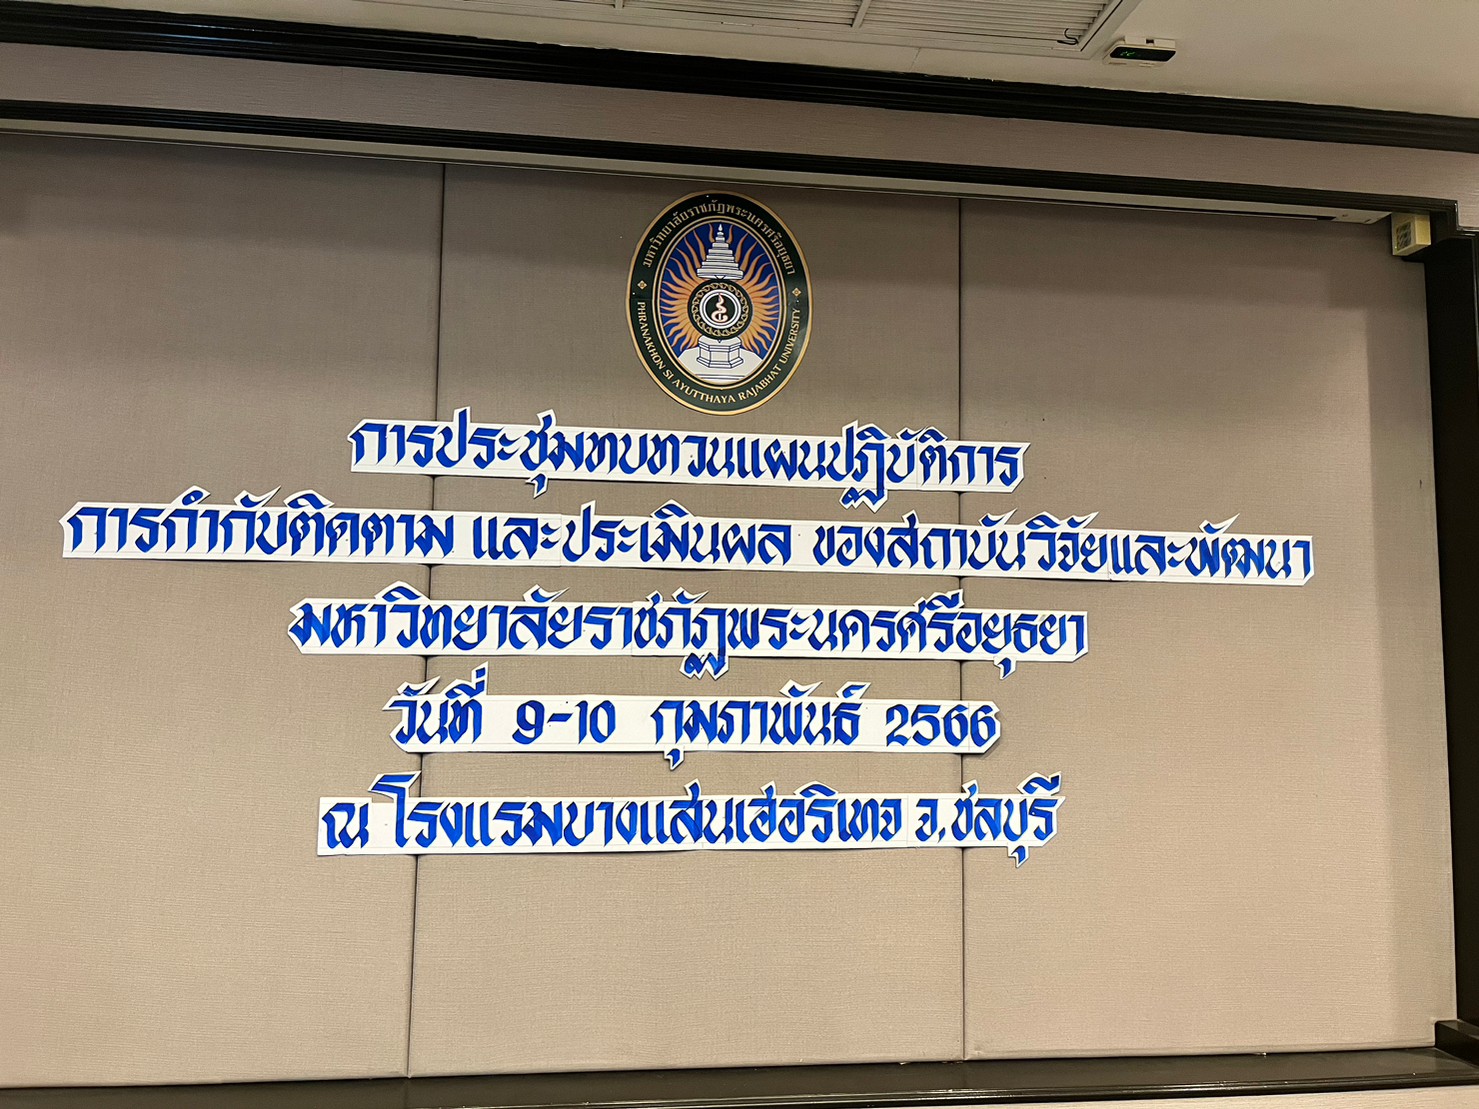 มหาวิทยาลัยราชภัฏพระนครศรีอยุธยา
PHRANAKHON SI AYUTTHAYA RAJABHAT UNIVERSITY
การประชุมทบทวนแผนปฏิบัติการ
การกำกับติดตาม และประเมินผล ของสถาบันวิจัยและพัฒนา
มหาวิทยาลัยราชภัฏพระนครศรีอยุธยา
วันที่ 9-10 กุมภาพันธ์ 2566
ณ โรงแรมบางแสนเฮอริเทจ จ.ชลบุรี